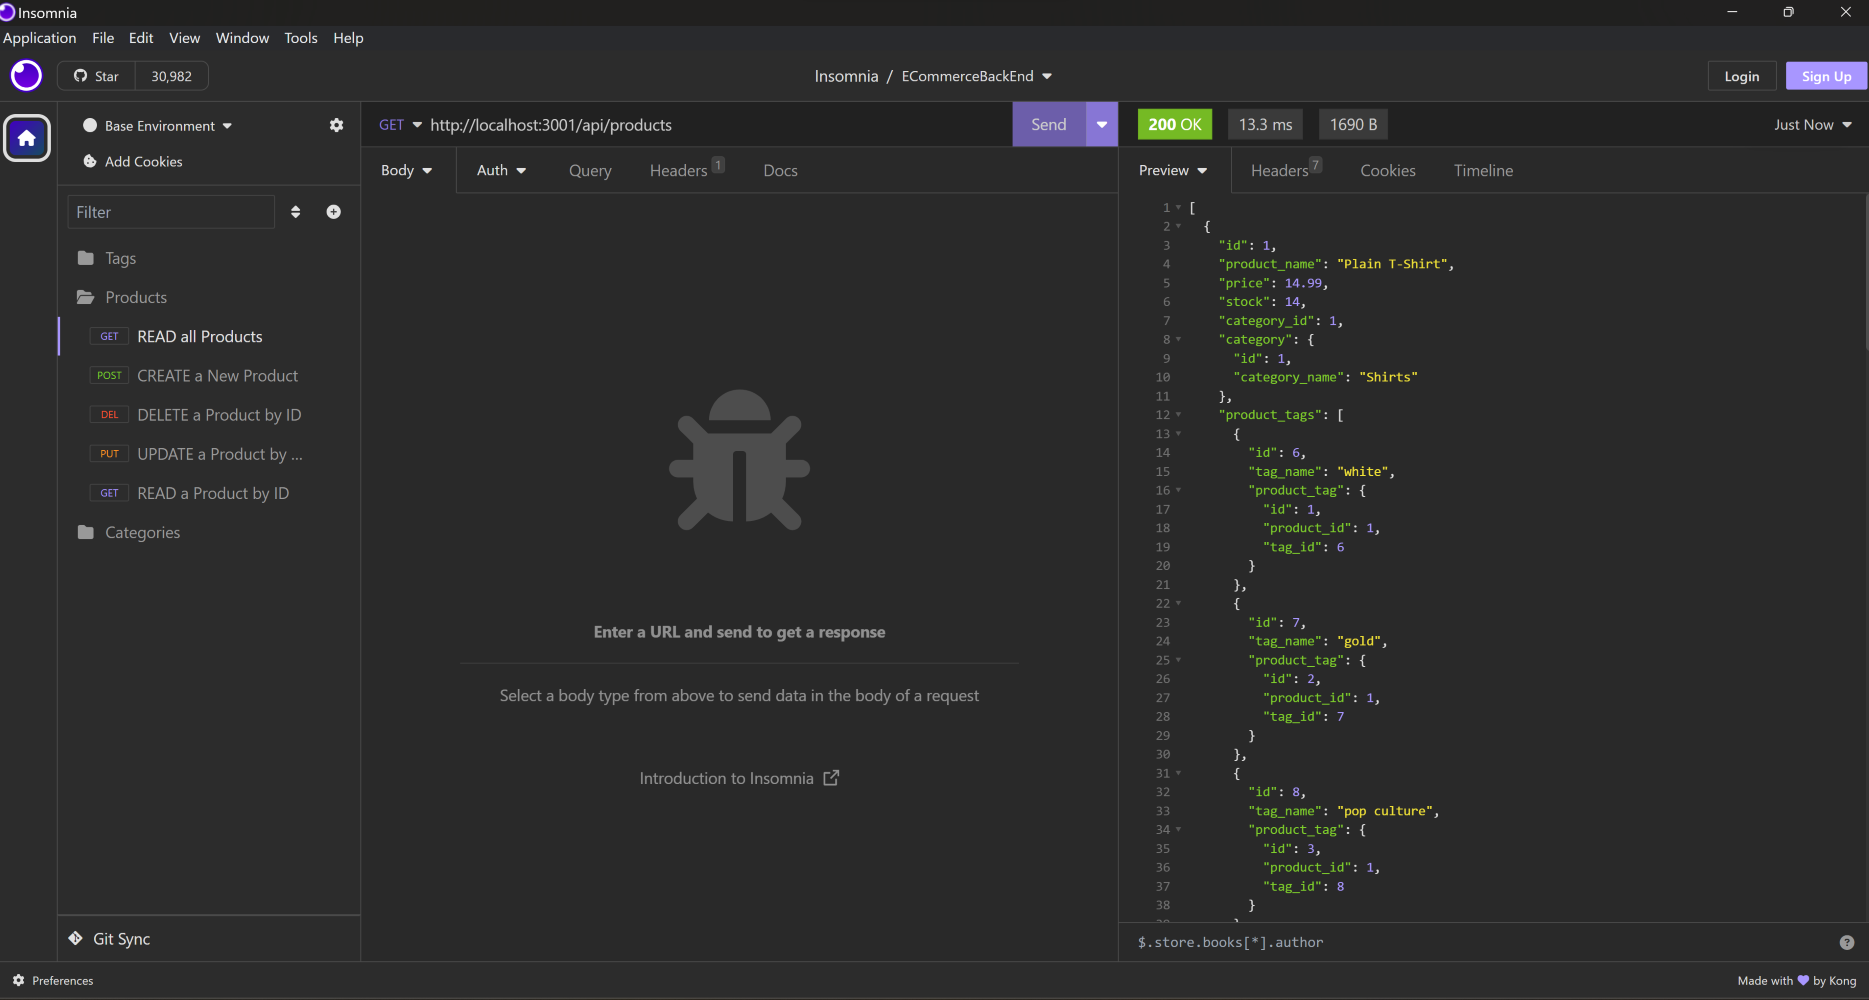 Insomnia
Application File Edit View Window Tools Help
Star 30,982
Insomnia / ECommerceBackEnd
Login Sign Up
Base Environment
Add Cookies
Filter
Tags
Products
GET READ all Products
POST CREATE a New Product
DEL DELETE a Product by ID
PUT UPDATE a Product by ...
GET READ a Product by ID
Categories
Git Sync
GET http://localhost:3001/api/products Send
Body Auth Query Headers 1 Docs
Enter a URL and send to get a response
Select a body type from above to send data in the body of a request
Introduction to Insomnia
200 OK 13.3 ms 1690 B Just Now
Preview Headers 7 Cookies Timeline
1 [
2 {
3 "id": 1,
4 "product_name": "Plain T-Shirt",
5 "price": 14.99,
6 "stock": 14,
7 "category_id": 1,
8 "category": {
9 "id": 1,
10 "category_name": "Shirts"
11 },
12 "product_tags": [
13 {
14 "id": 6,
15 "tag_name": "white",
16 "product_tag": {
17 "id": 1,
18 "product_id": 1,
19 "tag_id": 6
20 }
21 },
22 {
23 "id": 7,
24 "tag_name": "gold",
25 "product_tag": {
26 "id": 2,
27 "product_id": 1,
28 "tag_id": 7
29 }
30 },
31 {
32 "id": 8,
33 "tag_name": "pop culture",
34 "product_tag": {
35 "id": 3,
36 "product_id": 1,
37 "tag_id": 8
38 }
$.store.books[*].author ?
Preferences
Made with 💜 by Kong